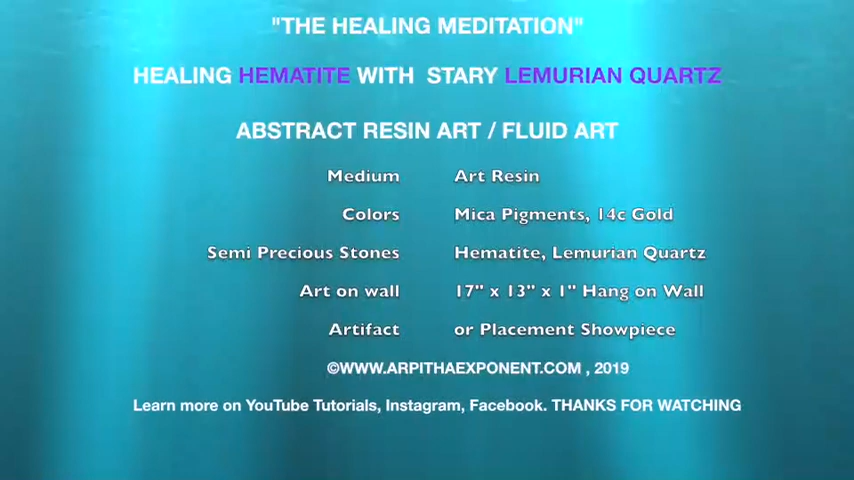 "THE HEALING MEDITATION"
HEALING HEMATITE WITH STARY LEMURIAN QUARTZ
ABSTRACT RESIN ART / FLUID ART
Medium Art Resin
Colors Mica Pigments, 14c Gold
Semi Precious Stones Hematite, Lemurian Quartz
Art on wall 17" x 13" x 1" Hang on Wall
Artifact or Placement Showpiece
©WWW.ARPITHAEXPONENT.COM , 2019
Learn more on YouTube Tutorials, Instagram, Facebook. THANKS FOR WATCHING